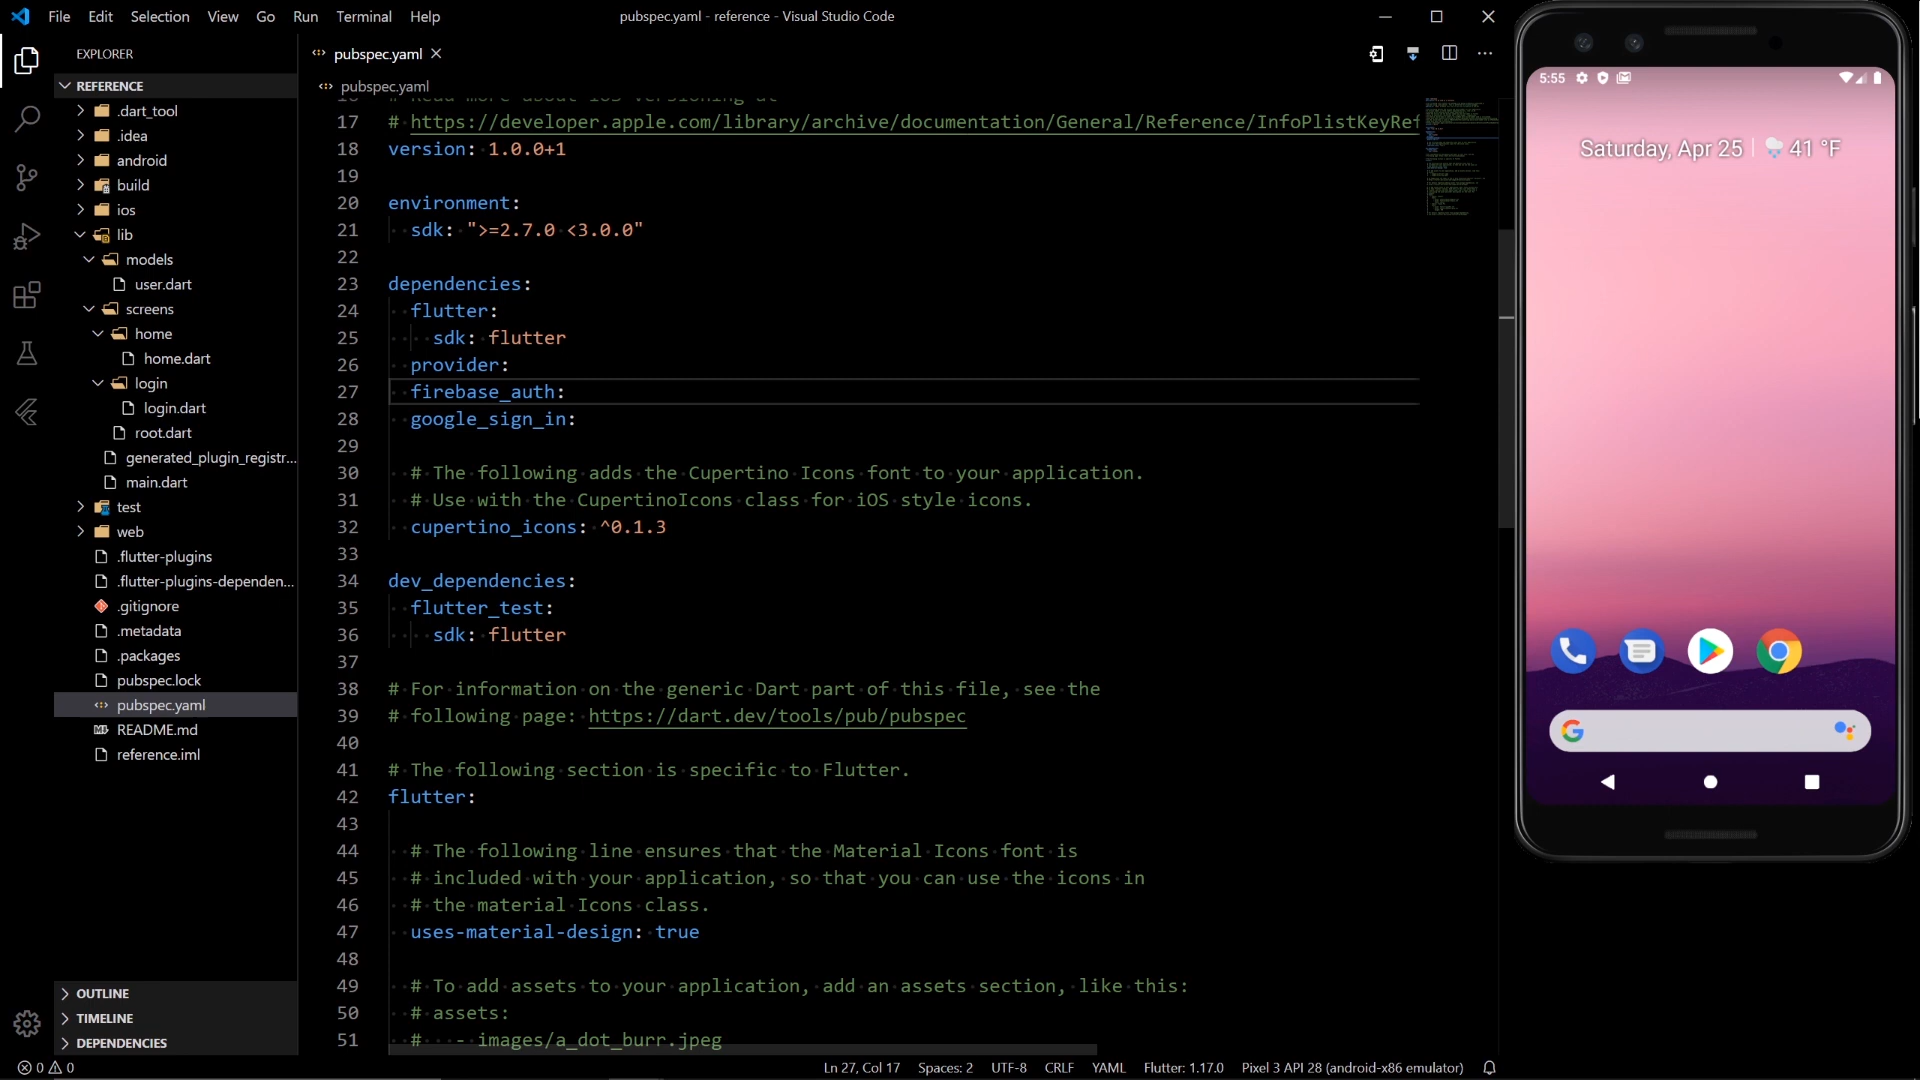 File Edit Selection View Go Run Terminal Help
pubspec.yaml - reference - Visual Studio Code
EXPLORER
REFERENCE
.dart_tool
.idea
android
build
ios
lib
models
user.dart
screens
home
home.dart
login
login.dart
root.dart
generated_plugin_registr...
main.dart
test
web
.flutter-plugins
.flutter-plugins-dependen...
.gitignore
.metadata
.packages
pubspec.lock
pubspec.yaml
README.md
reference.iml
OUTLINE
TIMELINE
DEPENDENCIES
pubspec.yaml
pubspec.yaml
16 # Read more about iOS versioning at
17 # https://developer.apple.com/library/archive/documentation/General/Reference/InfoPlistKeyRef
18 version: 1.0.0+1
19
20 environment:
21 sdk: ">=2.7.0 <3.0.0"
22
23 dependencies:
24 flutter:
25 sdk: flutter
26 provider:
27 firebase_auth:
28 google_sign_in:
29
30 # The following adds the Cupertino Icons font to your application.
31 # Use with the CupertinoIcons class for iOS style icons.
32 cupertino_icons: ^0.1.3
33
34 dev_dependencies:
35 flutter_test:
36 sdk: flutter
37
38 # For information on the generic Dart part of this file, see the
39 # following page: https://dart.dev/tools/pub/pubspec
40
41 # The following section is specific to Flutter.
42 flutter:
43
44 # The following line ensures that the Material Icons font is
45 # included with your application, so that you can use the icons in
46 # the material Icons class.
47 uses-material-design: true
48
49 # To add assets to your application, add an assets section, like this:
50 # assets:
51 # - images/a_dot_burr.jpeg
0 0
Ln 27, Col 17 Spaces: 2 UTF-8 CRLF YAML Flutter: 1.17.0 Pixel 3 API 28 (android-x86 emulator)
5:55
Saturday, Apr 25 41 °F